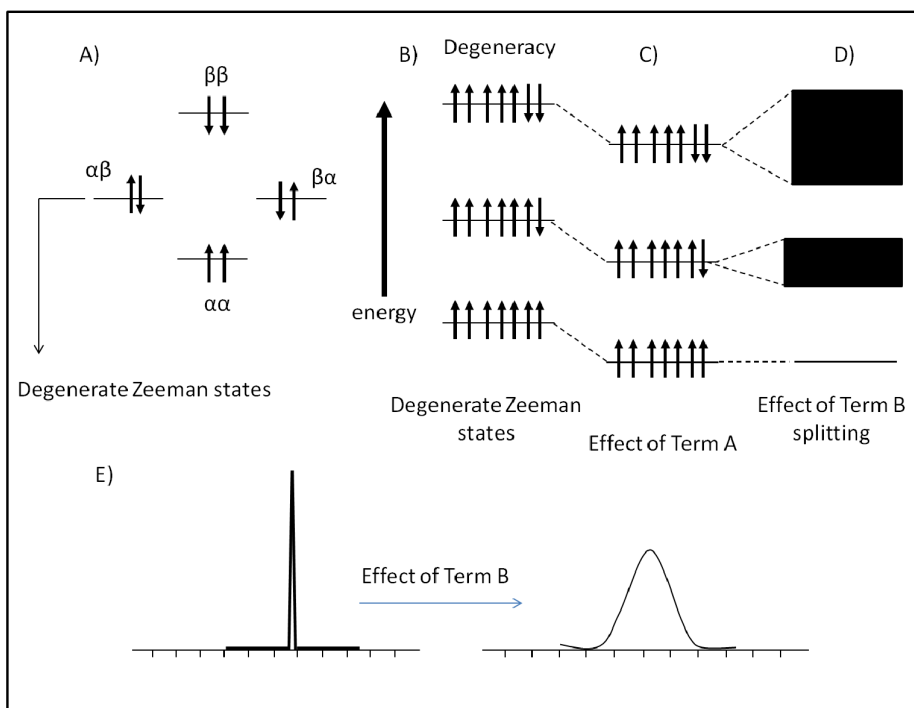 A)
ββ
αβ
βα
αα
Degenerate Zeeman states
B)
energy
Degeneracy
Degenerate Zeeman
states
C)
Effect of Term A
D)
Effect of Term B
splitting
E)
Effect of Term B